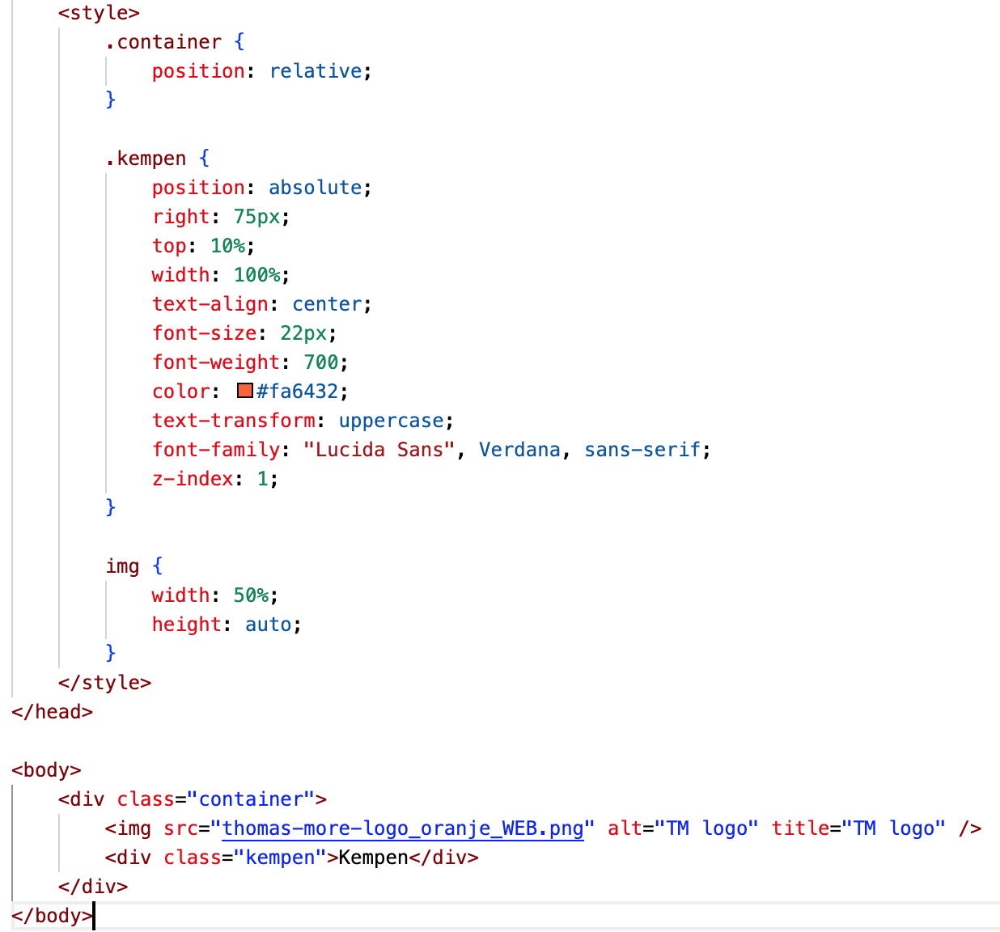 <style>
.container {
position: relative;
}
.kempen {
position: absolute;
right: 75px;
top: 10%;
width: 100%;
text-align: center;
font-size: 22px;
font-weight: 700;
color: #fa6432;
text-transform: uppercase;
font-family: "Lucida Sans", Verdana, sans-serif;
z-index: 1;
}
img {
width: 50%;
height: auto;
}
</style>
</head>
<body>
<div class="container">
<img src="thomas-more-logo_oranje_WEB.png" alt="TM logo" title="TM logo" />
<div class="kempen">Kempen</div>
</div>
</body>